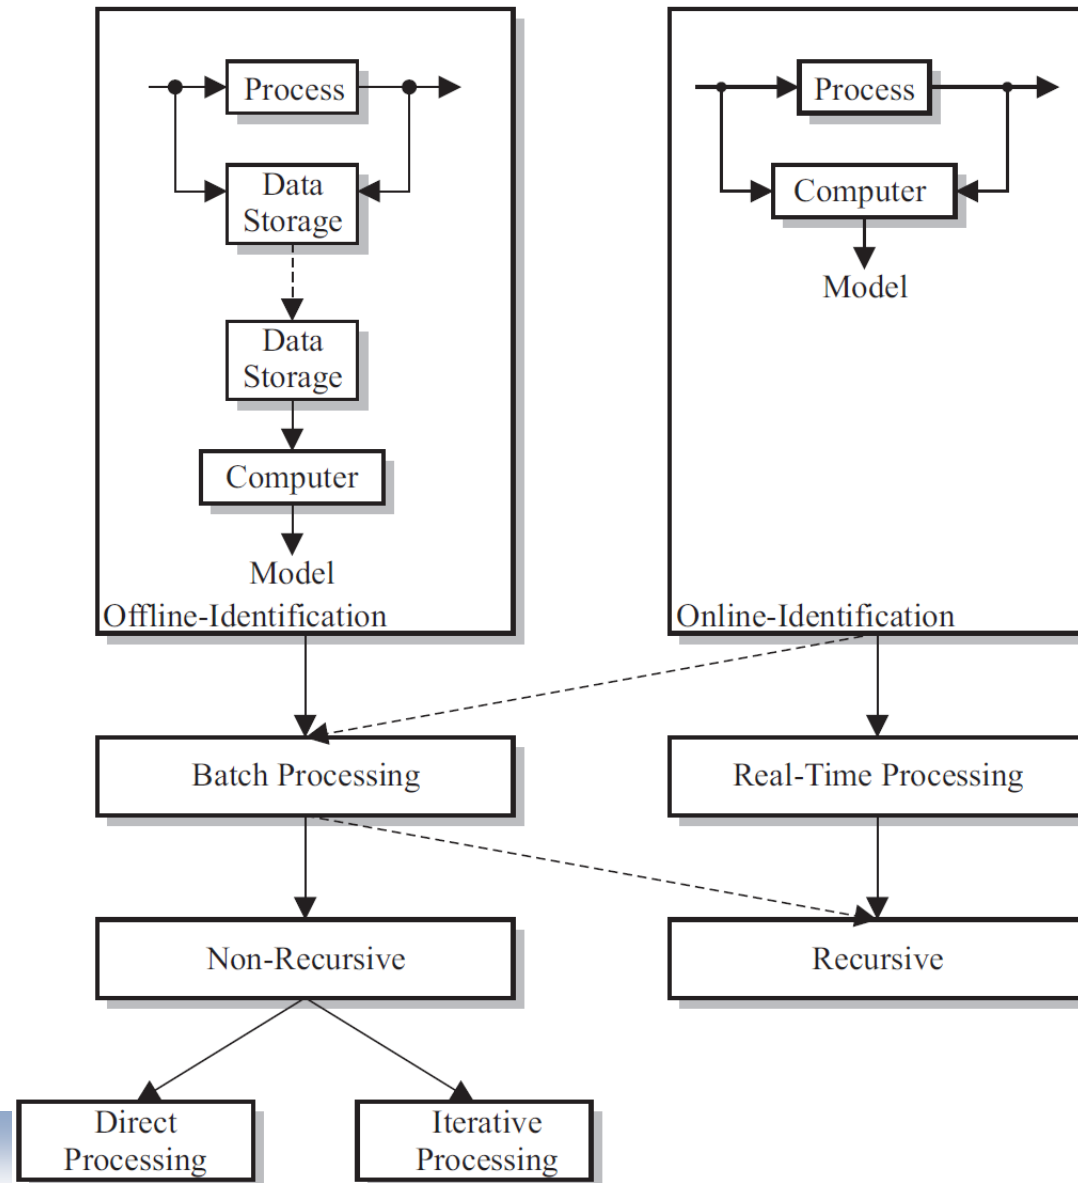 Process
Data
Storage
Data
Storage
Computer
Model
Offline-Identification
Process
Computer
Model
Online-Identification
Batch Processing
Real-Time Processing
Non-Recursive
Recursive
Direct
Processing
Iterative
Processing